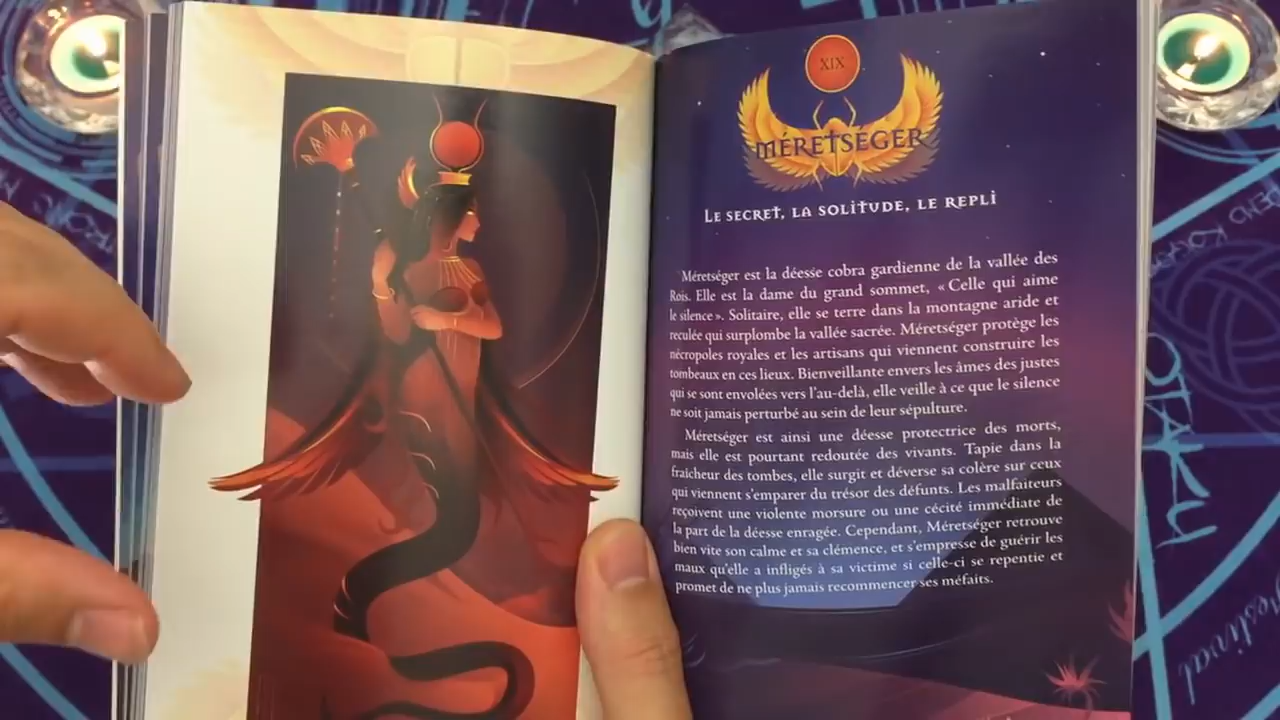 XIX
MÉRETSÉGER
LE SECRET, LA SOLITUDE, LE REPLI
Méretséger est la déesse cobra gardienne de la vallée des
Rois. Elle est la dame du grand sommet, « Celle qui aime
le silence ». Solitaire, elle se terre dans la montagne aride et
reculée qui surplombe la vallée sacrée. Méretséger protège les
nécropoles royales et les artisans qui viennent construire les
tombeaux en ces lieux. Bienveillante envers les âmes des justes
qui se sont envolées vers l'au-delà, elle veille à ce que le silence
ne soit jamais perturbé au sein de leur sépulture.
Méretséger est ainsi une déesse protectrice des morts,
mais elle est pourtant redoutée des vivants. Tapie dans la
fraîcheur des tombes, elle surgit et déverse sa colère sur ceux
qui viennent s'emparer du trésor des défunts. Les malfaiteurs
reçoivent une violente morsure ou une cécité immédiate de
la part de la déesse enragée. Cependant, Méretséger retrouve
bien vite son calme et sa clémence, et s'empresse de guérir les
maux qu'elle a infligés à sa victime si celle-ci se repentie et
promet de ne plus jamais recommencer ses méfaits.
OTAKU
Festival